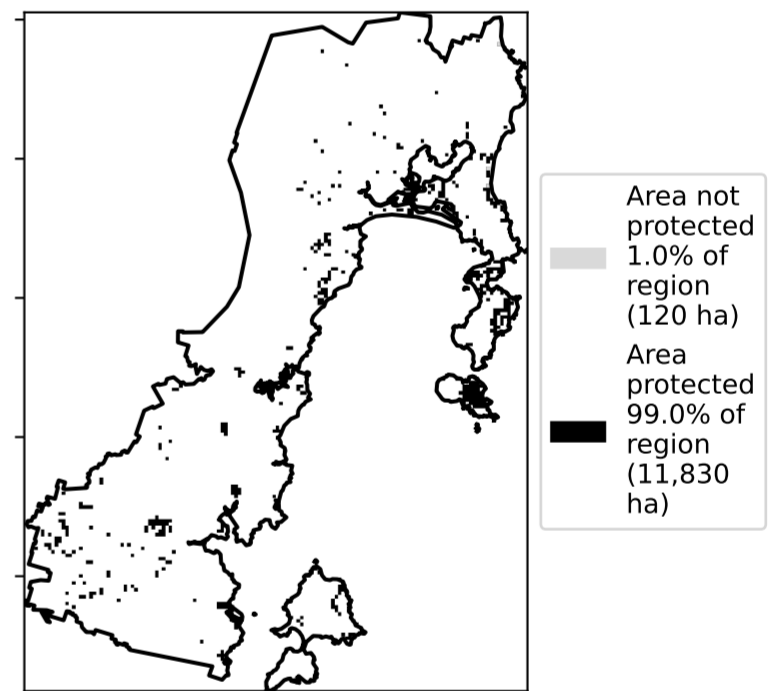 Area not
protected
1.0% of
region
(120 ha)
Area
protected
99.0% of
region
(11,830
ha)